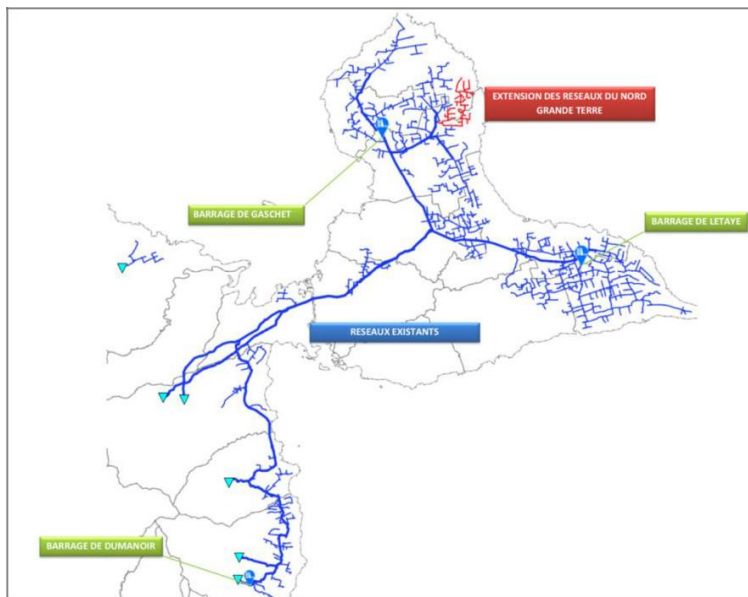 EXTENSION DES RESEAUX DU NORD
GRANDE TERRE
BARRAGE DE GASCHET
BARRAGE DE LETAYE
RESEAUX EXISTANTS
BARRAGE DE DUMANOIR